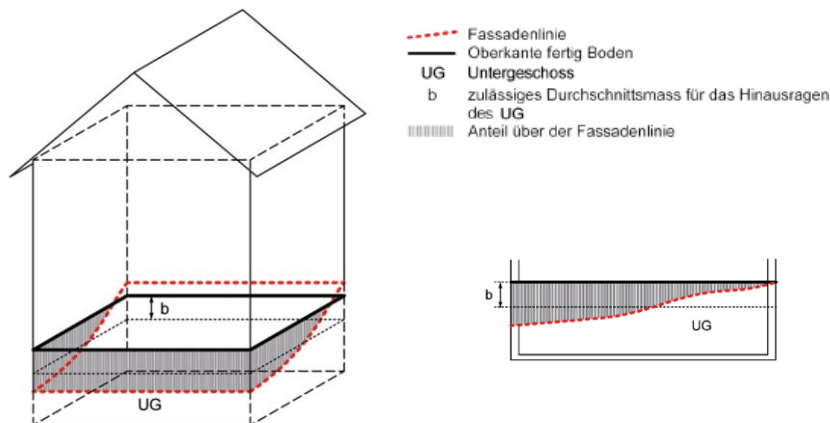 Fassadenlinie
Oberkante fertig Boden
UG Untergeschoss
b zulässiges Durchschnittsmass für das Hinausragen
des UG
Anteil über der Fassadenlinie
b
UG
b
UG